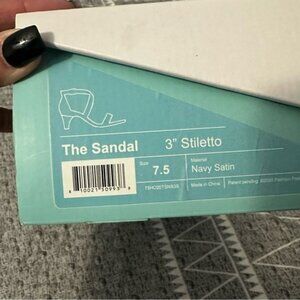 The Sandal
3" Stiletto
Size
7.5
Material
Navy Satin
Made in China
Patent pending